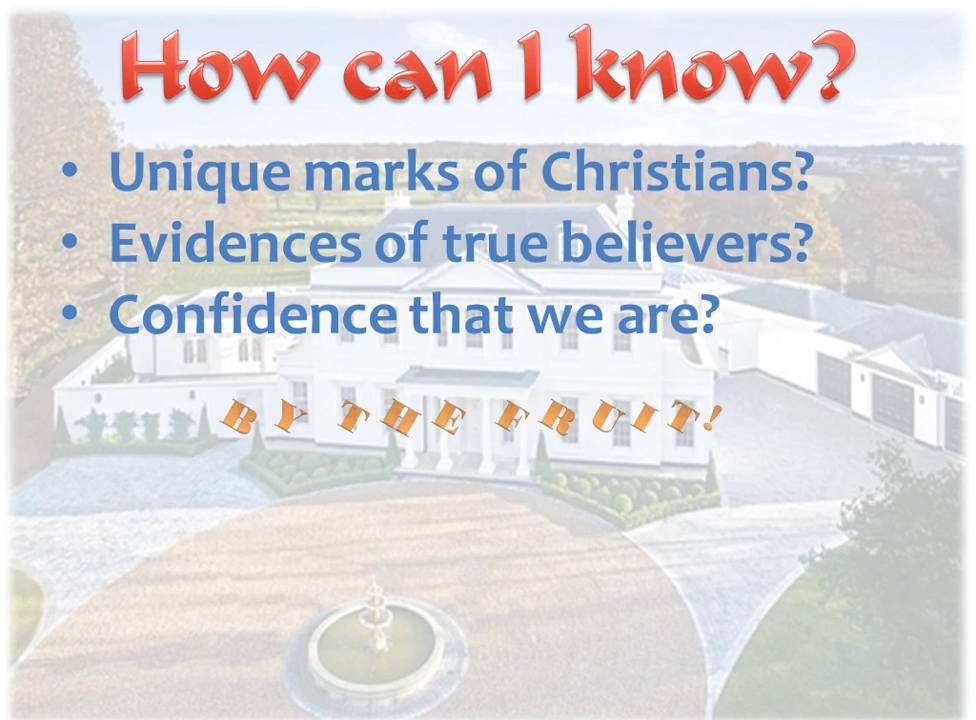 How can I know?
• Unique marks of Christians?
• Evidences of true believers?
• Confidence that we are?
BY THE FRUIT!